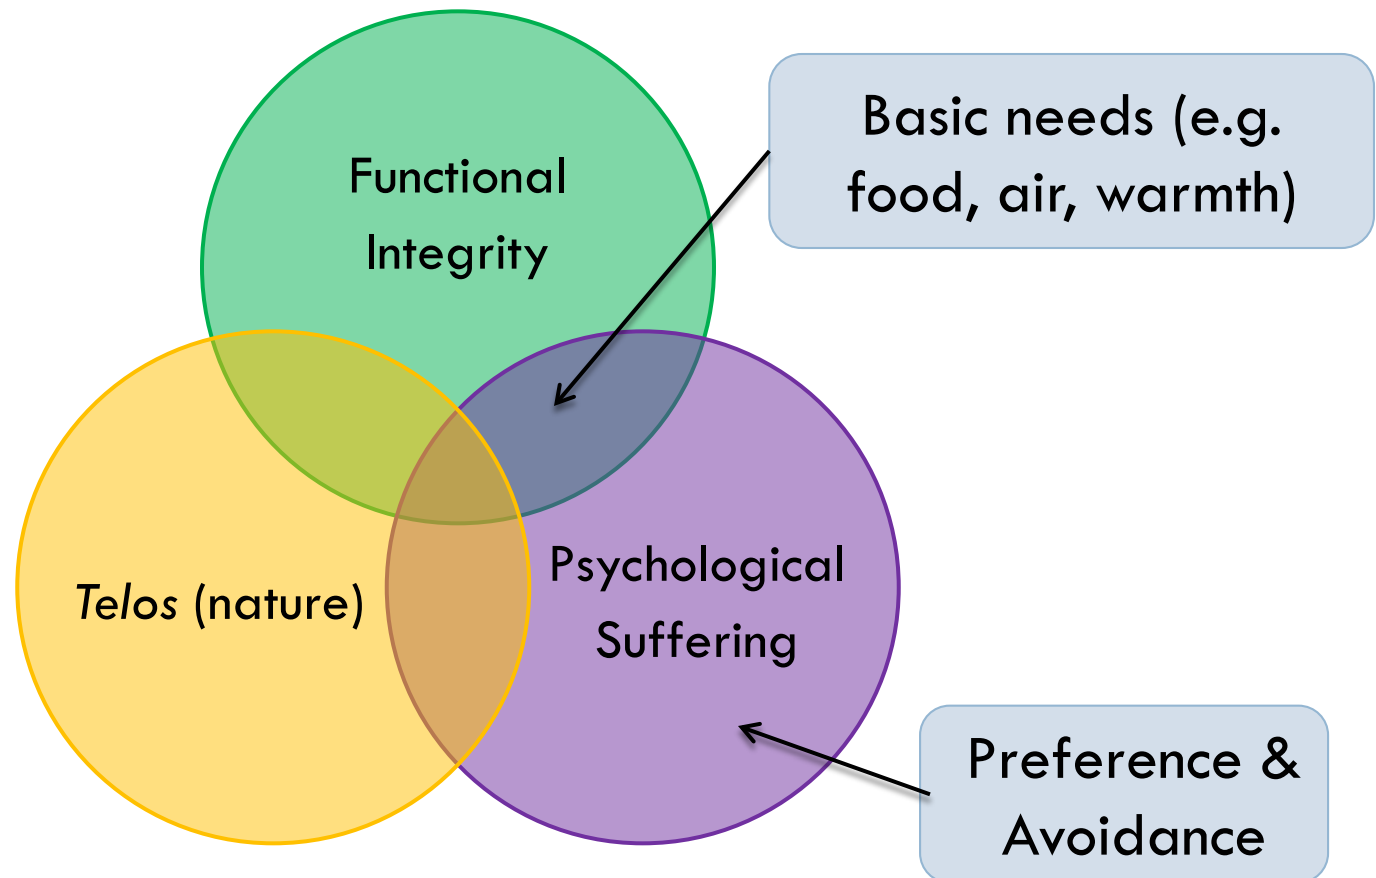 Functional
Integrity
Basic needs (e.g.
food, air, warmth)
Telos (nature)
Psychological
Suffering
Preference &
Avoidance